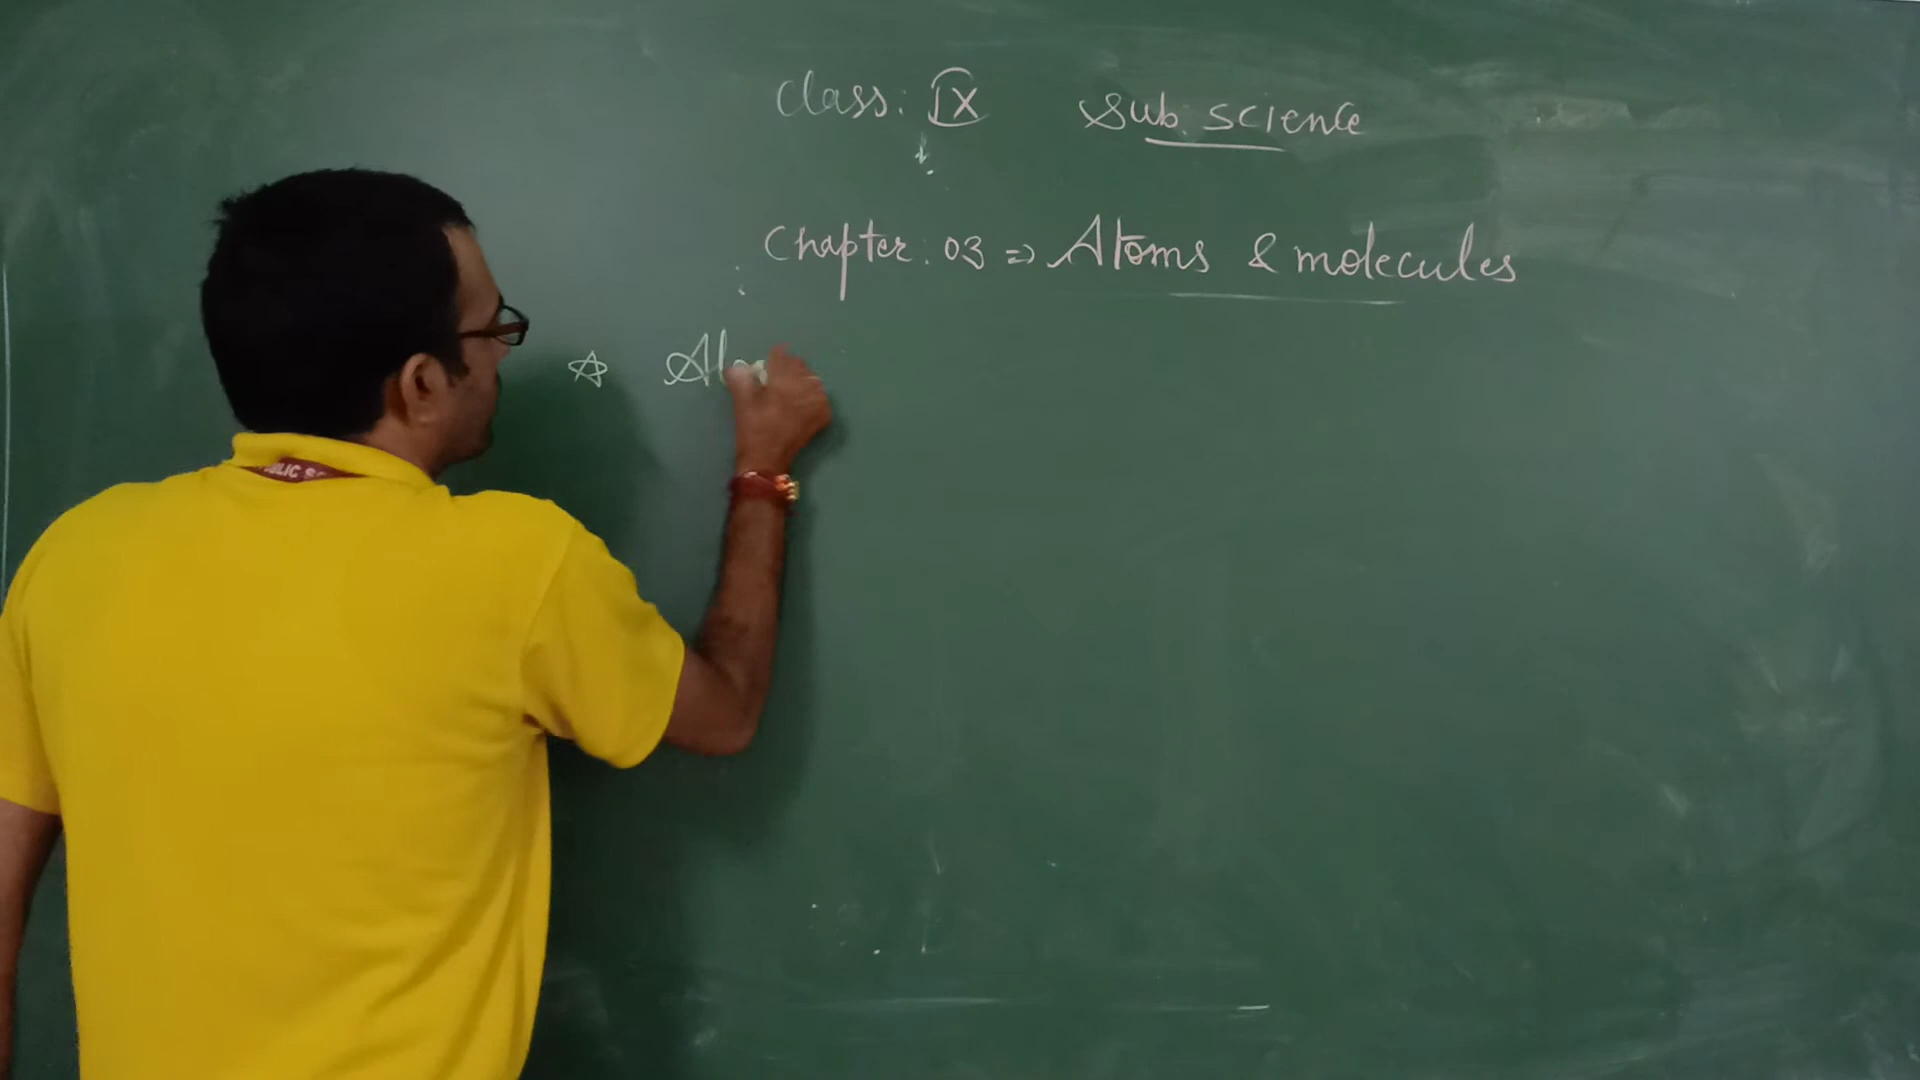 Class: IX Sub: Science
Chapter: 03 => Atoms & molecules
☆